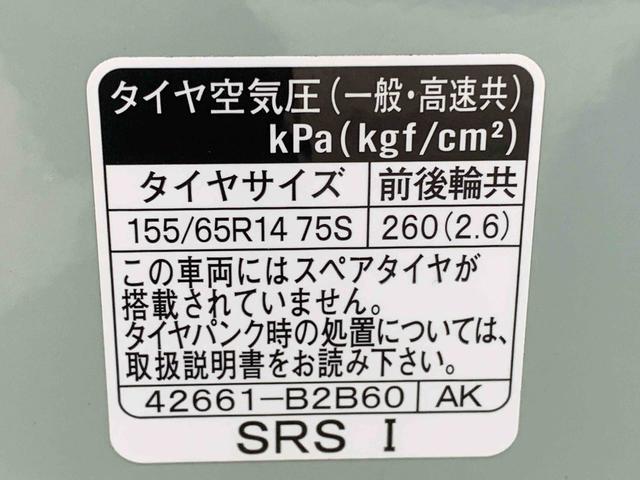 タイヤ空気圧(一般・高速共)
kPa(kgf/cm²)
タイヤサイズ 前後輪共
155/65R14 75S 260(2.6)
この車両にはスペアタイヤが
搭載されていません。
タイヤパンク時の処置については、
取扱説明書をお読み下さい。
42661-B2B60 AK
SRS I